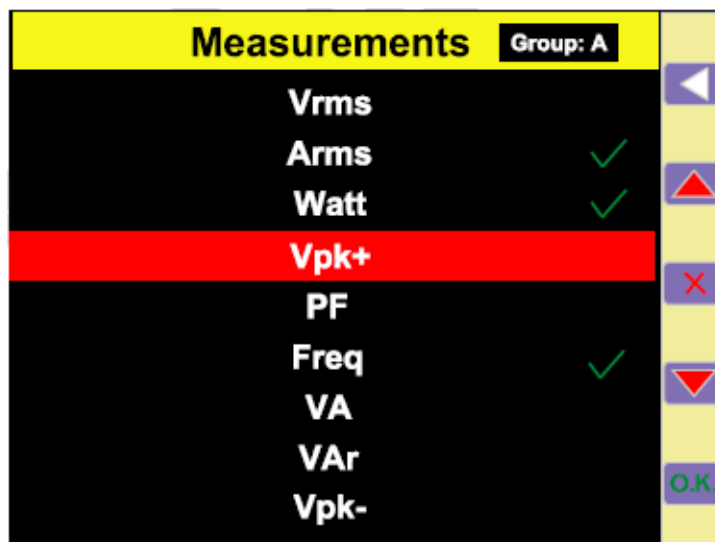 Measurements Group: A
Vrms
Arms
Watt
Vpk+
PF
Freq
VA
VAr
Vpk-
O.K.